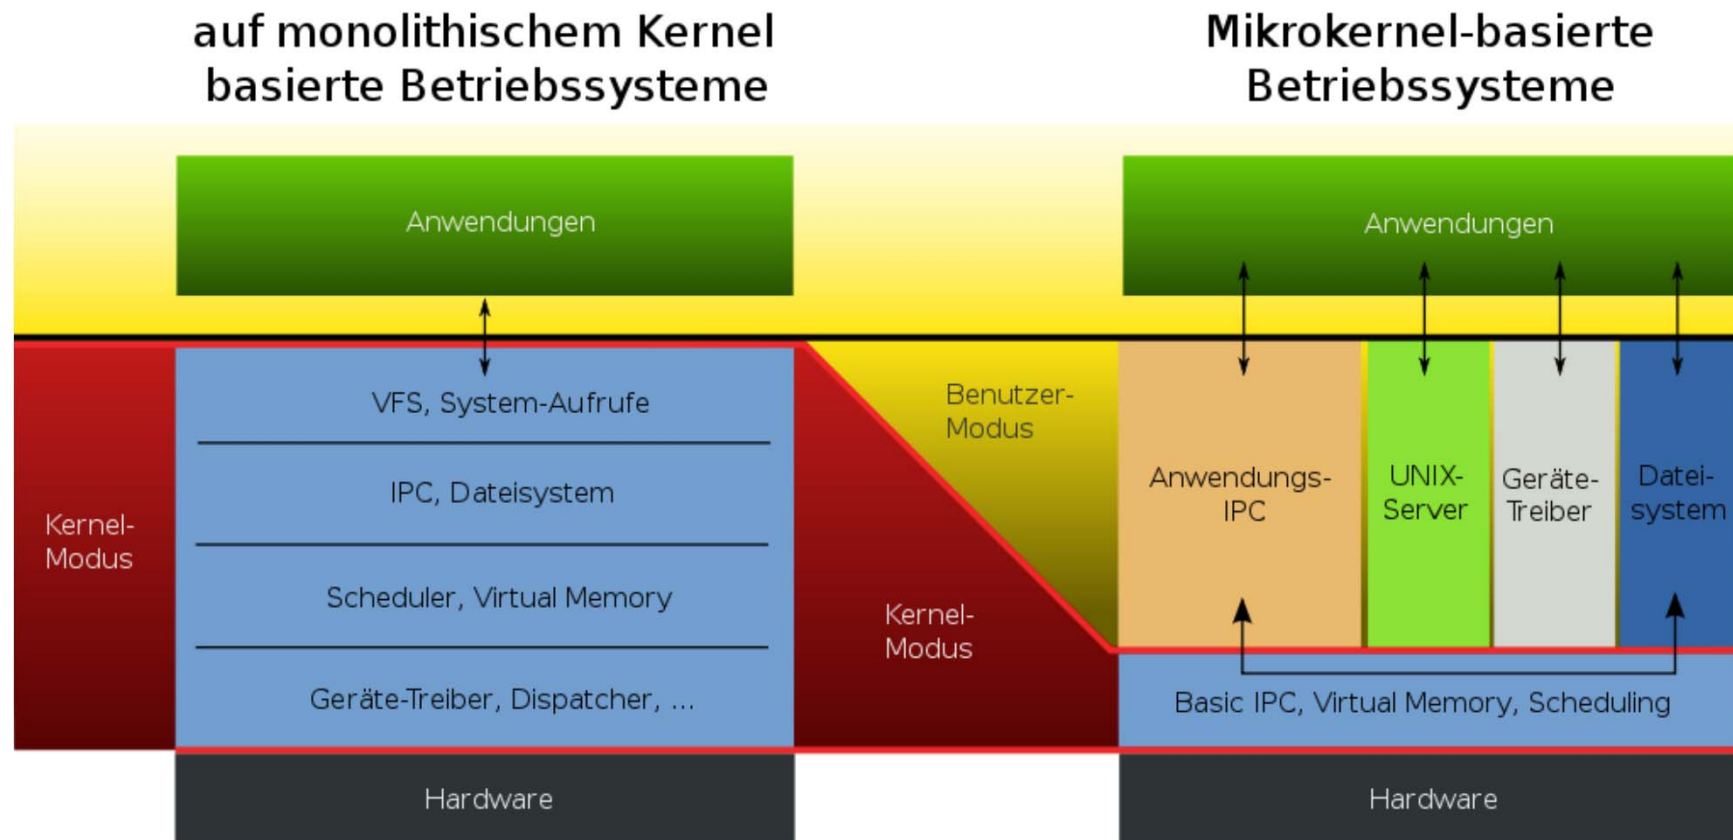 auf monolithischem Kernel
basierte Betriebssysteme
Mikrokernel-basierte
Betriebssysteme
Anwendungen
Anwendungen
VFS, System-Aufrufe
IPC, Dateisystem
Scheduler, Virtual Memory
Geräte-Treiber, Dispatcher, ...
Kernel-
Modus
Benutzer-
Modus
Kernel-
Modus
Anwendungs-
IPC
UNIX-
Server
Geräte-
Treiber
Datei-
system
Basic IPC, Virtual Memory, Scheduling
Hardware
Hardware